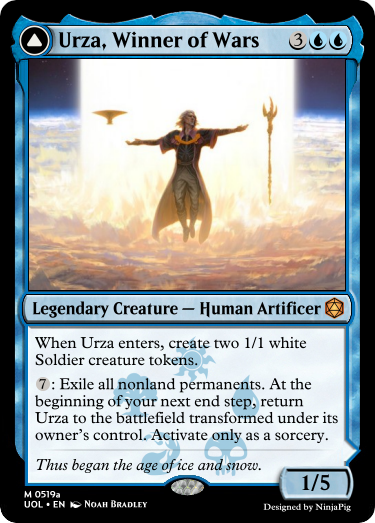 Urza, Winner of Wars 3
Legendary Creature — Human Artificer
When Urza enters, create two 1/1 white
Soldier creature tokens.
7: Exile all nonland permanents. At the
beginning of your next end step, return
Urza to the battlefield transformed under its
owner's control. Activate only as a sorcery.
Thus began the age of ice and snow.
1/5
M 0519a
UOL • EN Noah Bradley
Designed by NinjaPig